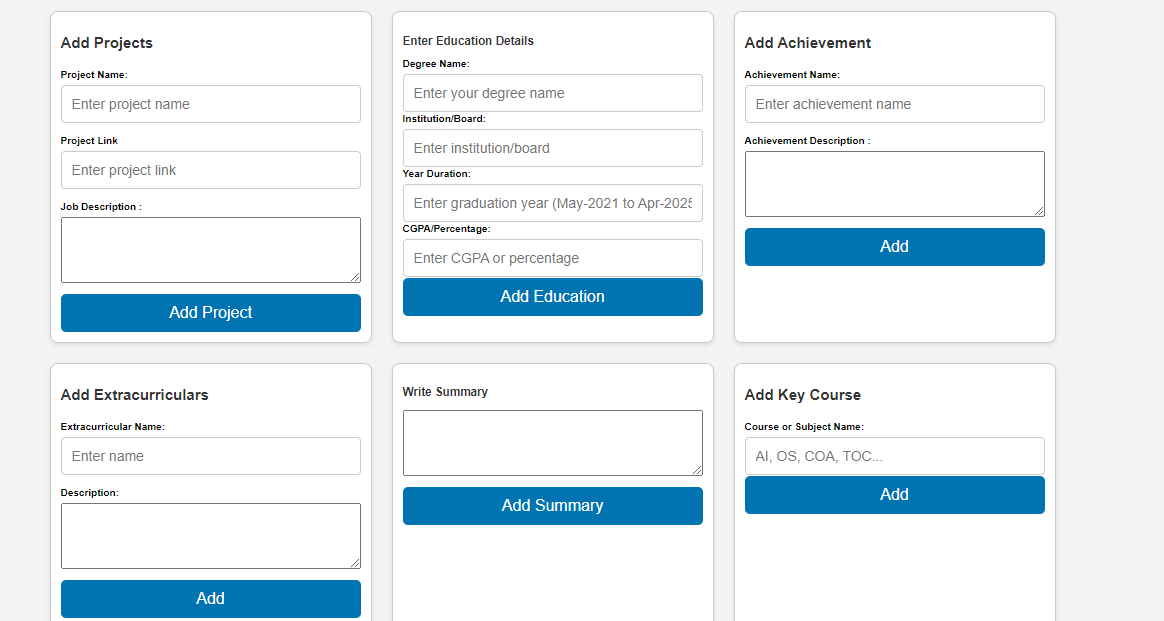 Add Projects
Project Name:
Enter project name
Project Link
Enter project link
Job Description :
Add Project
Enter Education Details
Degree Name:
Enter your degree name
Institution/Board:
Enter institution/board
Year Duration:
Enter graduation year (May-2021 to Apr-2025
CGPA/Percentage:
Enter CGPA or percentage
Add Education
Add Achievement
Achievement Name:
Enter achievement name
Achievement Description :
Add
Add Extracurriculars
Extracurricular Name:
Enter name
Description:
Add
Write Summary
Add Summary
Add Key Course
Course or Subject Name:
AI, OS, COA, TOC...
Add